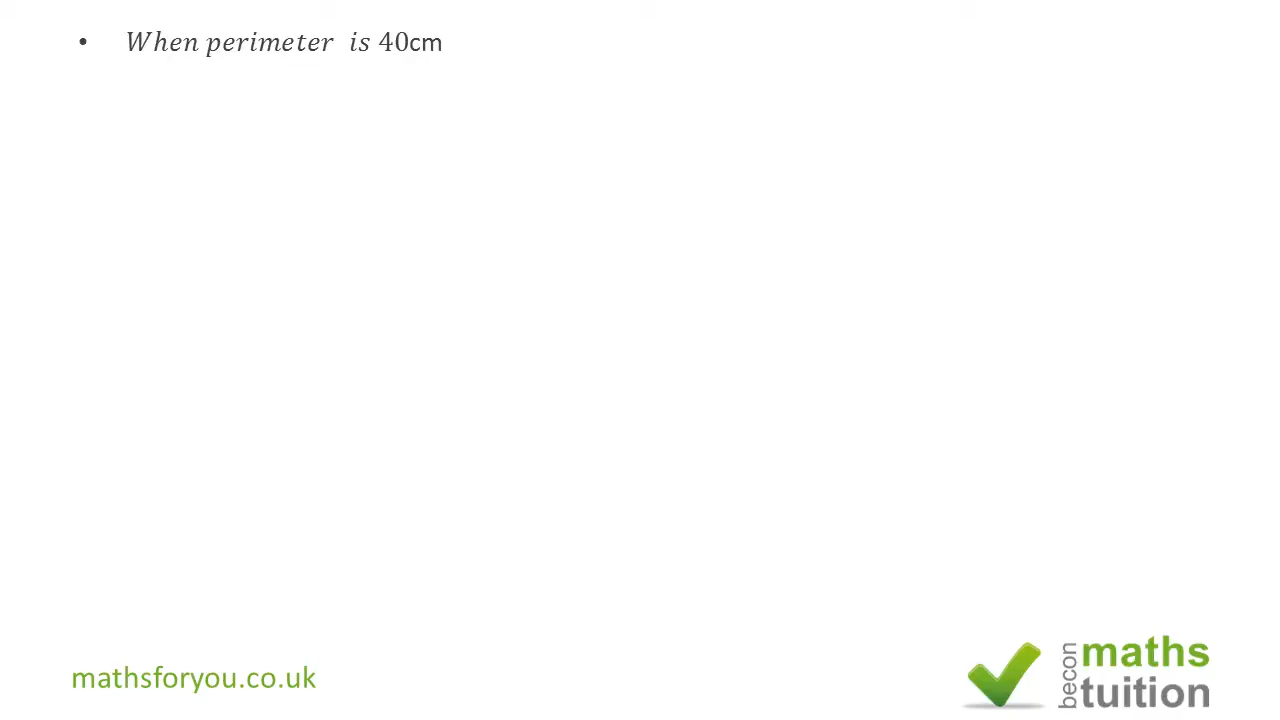 • When perimeter is 40cm
mathsforyou.co.uk
becon
maths
tuition